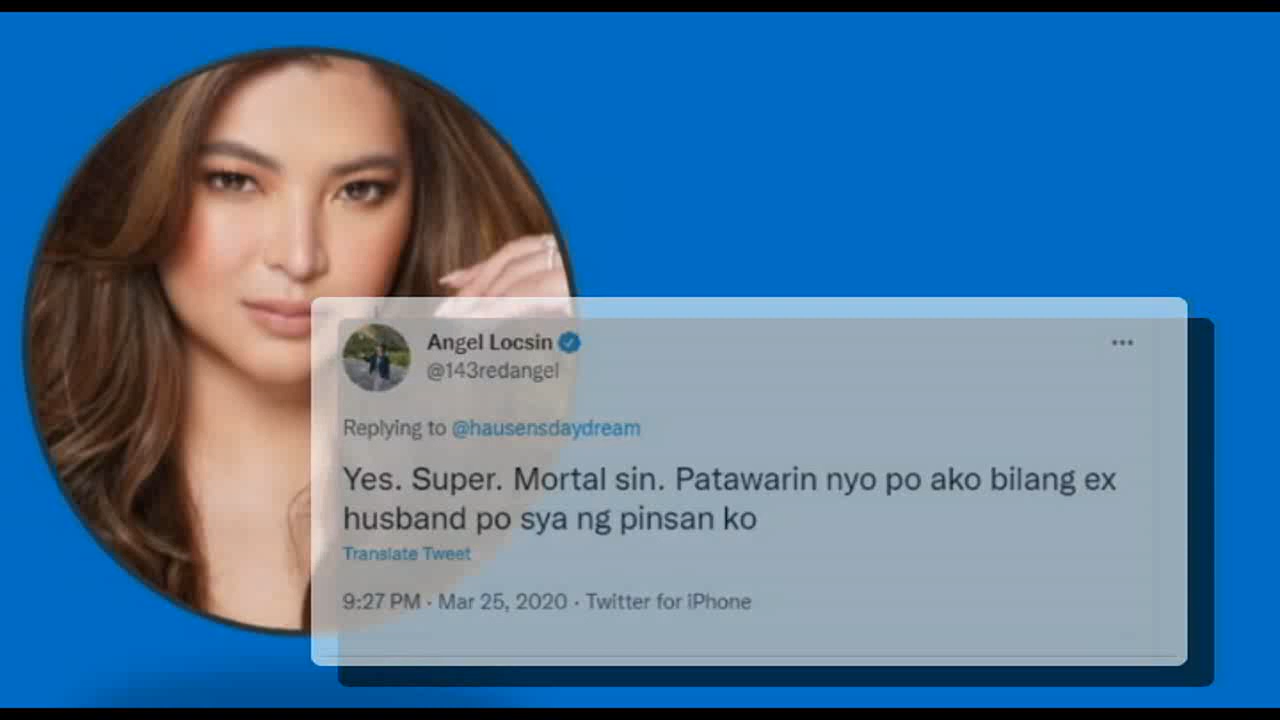 Angel Locsin
@143redangel
Replying to @hausensdaydream
Yes. Super. Mortal sin. Patawarin nyo po ako bilang ex
husband po sya ng pinsan ko
Translate Tweet
9:27 PM · Mar 25, 2020 · Twitter for iPhone